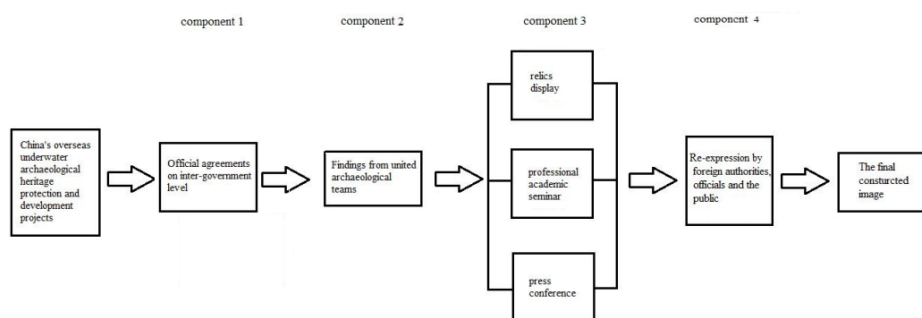 component 1
component 2
component 3
component 4
China's overseas
underwater
archaeological
heritage
protection and
development
projects
Official agreements
on inter-government
level
Findings from united
archaeological
teams
relics
display
professional
academic
seminar
press
conference
Re-expression by
foreign authorities,
officials and the
public
The final
consturcted
image